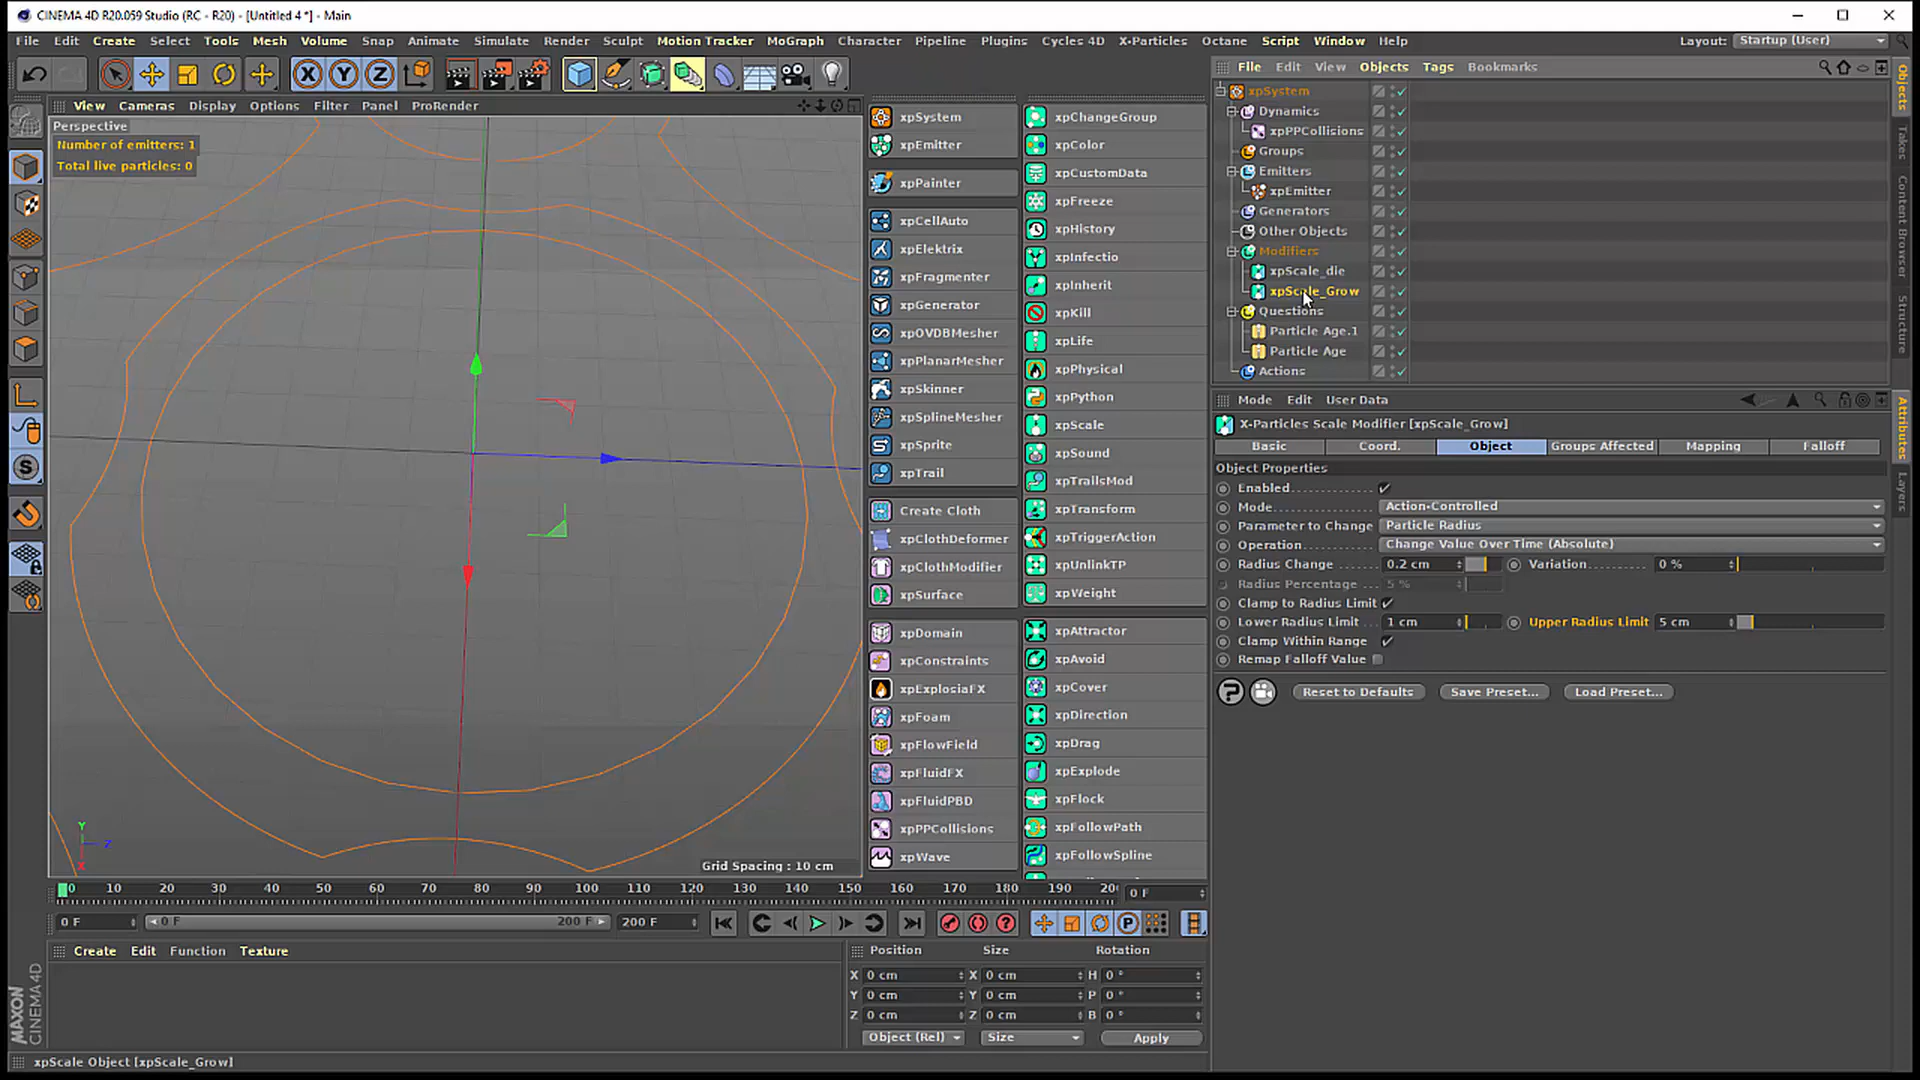 CINEMA 4D R20.059 Studio (RC - R20) - [Untitled 4 *] - Main
File Edit Create Select Tools Mesh Volume Snap Animate Simulate Render Sculpt Motion Tracker MoGraph Character Pipeline Plugins Cycles 4D X-Particles Octane Script Window Help Layout: Startup (User)
View Cameras Display Options Filter Panel ProRender
Perspective
Number of emitters: 1
Total live particles: 0
Y
Z
X
Grid Spacing : 10 cm
xpSystem
xpEmitter
xpPainter
xpCellAuto
xpElektrix
xpFragmenter
xpGenerator
xpOVDBMesher
xpPlanarMesher
xpSkinner
xpSplineMesher
xpSprite
xpTrail
Create Cloth
xpClothDeformer
xpClothModifier
xpSurface
xpDomain
xpConstraints
xpExplosiaFX
xpFoam
xpFlowField
xpFluidFX
xpFluidPBD
xpPPCollisions
xpWave
xpChangeGroup
xpColor
xpCustomData
xpFreeze
xpHistory
xpInfectio
xpInherit
xpKill
xpLife
xpPhysical
xpPython
xpScale
xpSound
xpTrailsMod
xpTransform
xpTriggerAction
xpUnlinkTP
xpWeight
xpAttractor
xpAvoid
xpCover
xpDirection
xpDrag
xpExplode
xpFlock
xpFollowPath
xpFollowSpline
File Edit View Objects Tags Bookmarks
xpSystem
Dynamics
xpPPCollisions
Groups
Emitters
xpEmitter
Generators
Other Objects
Modifiers
xpScale_die
xpScale_Grow
Questions
Particle Age.1
Particle Age
Actions
Mode Edit User Data
X-Particles Scale Modifier [xpScale_Grow]
Basic Coord. Object Groups Affected Mapping Falloff
Object Properties
Enabled
Mode Action-Controlled
Parameter to Change Particle Radius
Operation Change Value Over Time (Absolute)
Radius Change 0.2 cm Variation 0 %
Radius Percentage 5 %
Clamp to Radius Limit
Lower Radius Limit 1 cm Upper Radius Limit 5 cm
Clamp Within Range
Remap Falloff Value
Reset to Defaults Save Preset... Load Preset...
Objects
Takes
Content Browser
Structure
Attributes
Layers
0 10 20 30 40 50 60 70 80 90 100 110 120 130 140 150 160 170 180 190 20 0 F
0 F 0 F 200 F 200 F
Create Edit Function Texture
Position Size Rotation
X 0 cm X 0 cm H 0 °
Y 0 cm Y 0 cm P 0 °
Z 0 cm Z 0 cm B 0 °
Object (Rel) Size Apply
MAXON
CINEMA 4D
xpScale Object [xpScale_Grow]